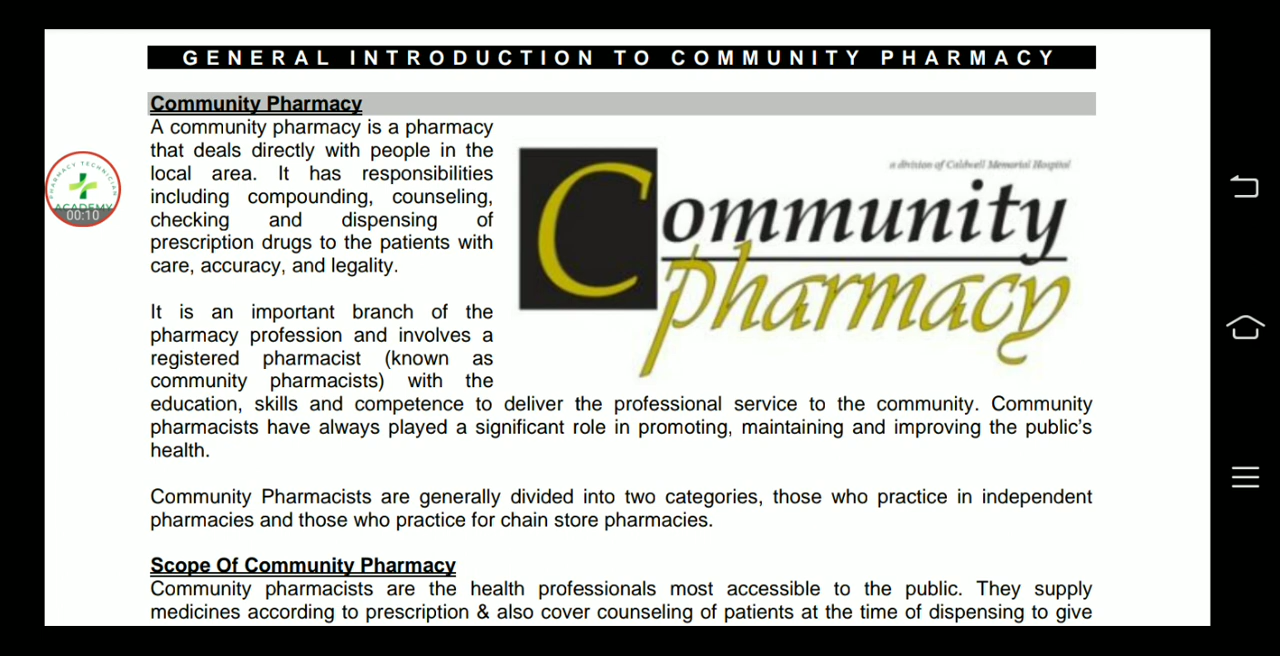 GENERAL INTRODUCTION TO COMMUNITY PHARMACY
Community Pharmacy
A community pharmacy is a pharmacy
that deals directly with people in the
local area. It has responsibilities
including compounding, counseling,
checking and dispensing of
prescription drugs to the patients with
care, accuracy, and legality.
a division of Caldwell Memorial Hospital
Community
pharmacy
PHARMACY TECHNICIAN
ACADEMY
00:10
It is an important branch of the
pharmacy profession and involves a
registered pharmacist (known as
community pharmacists) with the
education, skills and competence to deliver the professional service to the community. Community
pharmacists have always played a significant role in promoting, maintaining and improving the public's
health.
Community Pharmacists are generally divided into two categories, those who practice in independent
pharmacies and those who practice for chain store pharmacies.
Scope Of Community Pharmacy
Community pharmacists are the health professionals most accessible to the public. They supply
medicines according to prescription & also cover counseling of patients at the time of dispensing to give